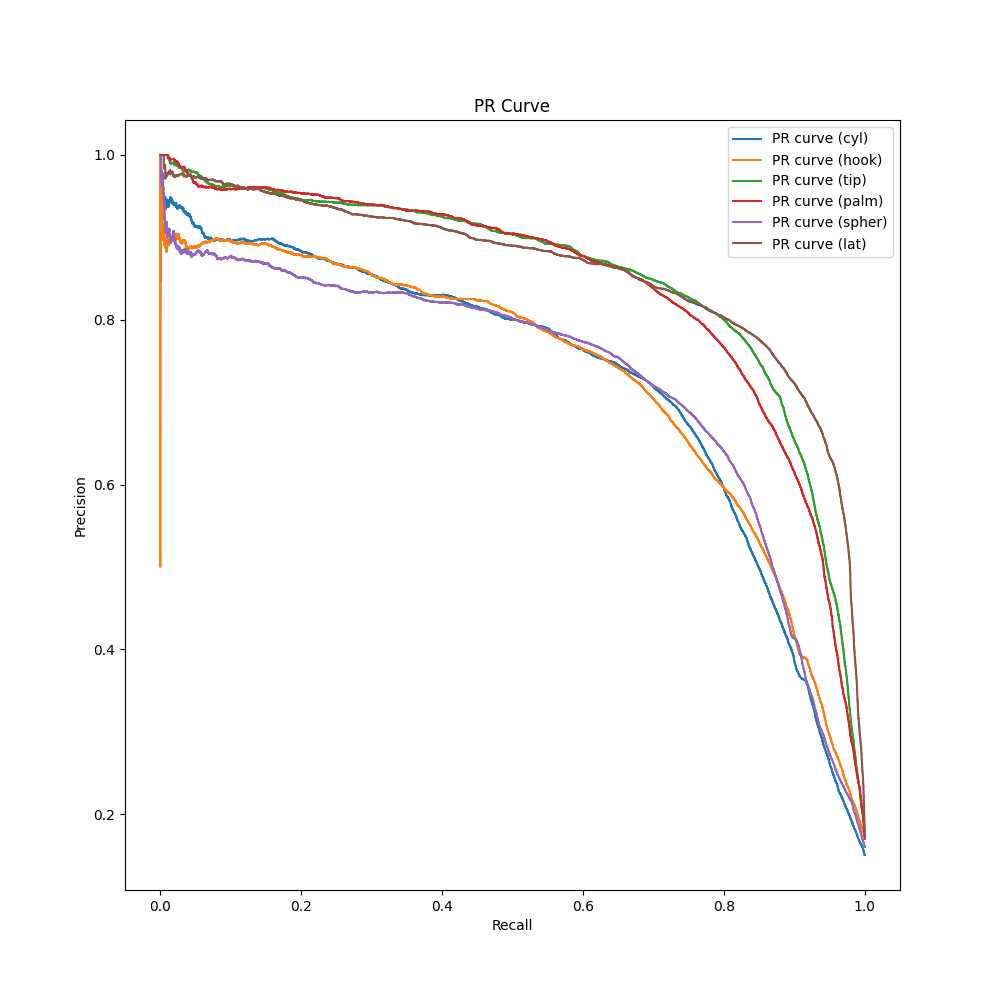 PR Curve
PR curve (cyl)
PR curve (hook)
PR curve (tip)
PR curve (palm)
PR curve (spher)
PR curve (lat)
Precision
1.0
0.8
0.6
0.4
0.2
0.0 0.2 0.4 0.6 0.8 1.0
Recall